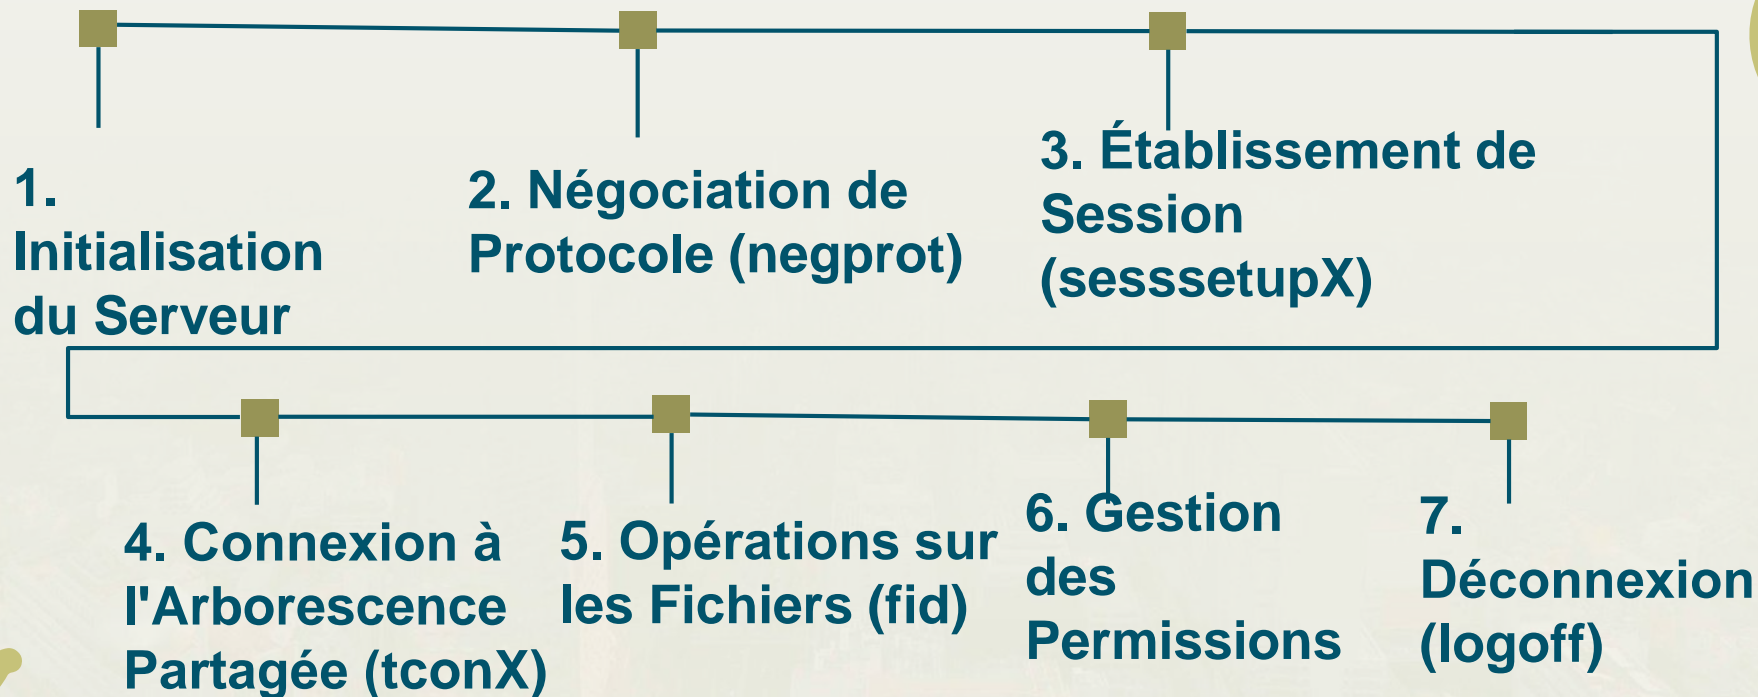 1.
Initialisation
du Serveur
2. Négociation de
Protocole (negprot)
3. Établissement de
Session
(sesssetupX)
4. Connexion à
l'Arborescence
Partagée (tconX)
5. Opérations sur
les Fichiers (fid)
6. Gestion
des
Permissions
7.
Déconnexion
(logoff)